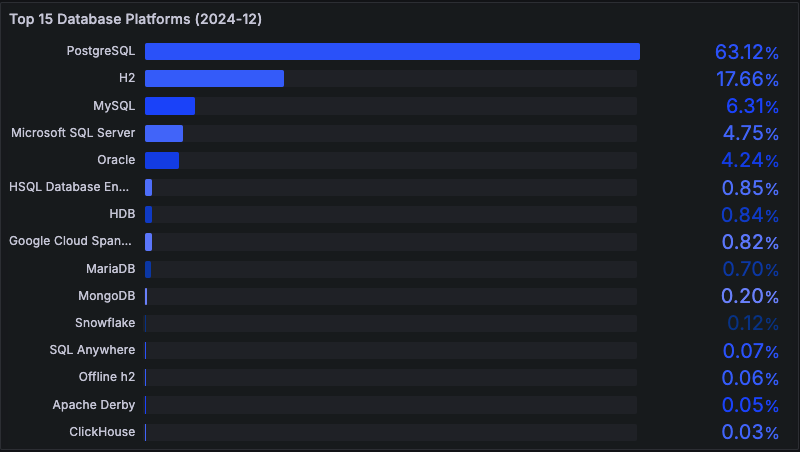 Top 15 Database Platforms (2024-12)
PostgreSQL 63.12%
H2 17.66%
MySQL 6.31%
Microsoft SQL Server 4.75%
Oracle 4.24%
HSQL Database En... 0.85%
HDB 0.84%
Google Cloud Span... 0.82%
MariaDB 0.70%
MongoDB 0.20%
Snowflake 0.12%
SQL Anywhere 0.07%
Offline h2 0.06%
Apache Derby 0.05%
ClickHouse 0.03%